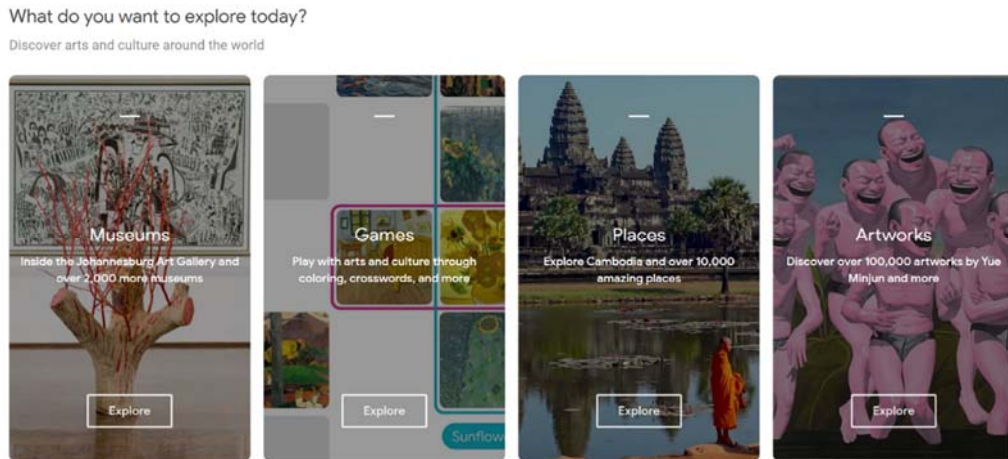 What do you want to explore today?
Discover arts and culture around the world
Museums
Inside the Johannesburg Art Gallery and
over 2,000 more museums
Explore
Games
Play with arts and culture through
coloring, crosswords, and more
Sunflow
Explore
Places
Explore Cambodia and over 10,000
amazing places
Explore
Artworks
Discover over 100,000 artworks by Yue
Minjun and more
Explore